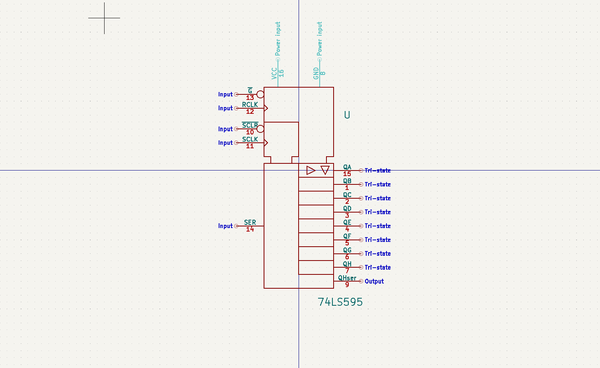 Power input
Power input
VCC
16
GND
8
U
Input
G
13
Input
RCLK
12
Input
SCLR
10
Input
SCLK
11
QA
15
Tri-state
QB
1
Tri-state
QC
2
Tri-state
QD
3
Tri-state
Input
SER
14
QE
4
Tri-state
QF
5
Tri-state
QG
6
Tri-state
QH
7
Tri-state
QHser
9
Output
74LS595